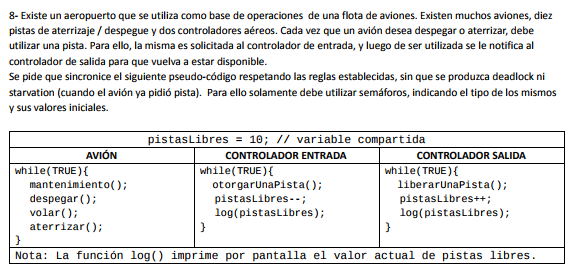 8- Existe un aeropuerto que se utiliza como base de operaciones de una flota de aviones. Existen muchos aviones, diez
pistas de aterrizaje / despegue y dos controladores aéreos. Cada vez que un avión desea despegar o aterrizar, debe
utilizar una pista. Para ello, la misma es solicitada al controlador de entrada, y luego de ser utilizada se le notifica al
controlador de salida para que vuelva a estar disponible.
Se pide que sincronice el siguiente pseudo-código respetando las reglas establecidas, sin que se produzca deadlock ni
starvation (cuando el avión ya pidió pista). Para ello solamente debe utilizar semáforos, indicando el tipo de los mismos
y sus valores iniciales.
pistasLibres = 10; // variable compartida
AVIÓN
while(TRUE){
mantenimiento();
despegar();
volar();
aterrizar();
}
CONTROLADOR ENTRADA
while(TRUE){
otorgarUnaPista();
pistasLibres--;
log(pistasLibres);
}
CONTROLADOR SALIDA
while(TRUE){
liberarUnaPista();
pistasLibres++;
log(pistasLibres);
}
Nota: La función log() imprime por pantalla el valor actual de pistas libres.